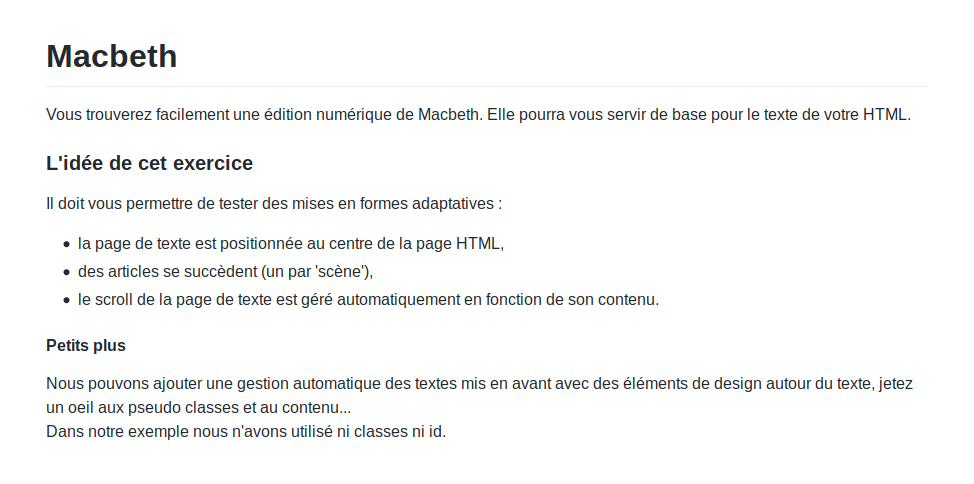 Macbeth
Vous trouverez facilement une édition numérique de Macbeth. Elle pourra vous servir de base pour le texte de votre HTML.
L'idée de cet exercice
Il doit vous permettre de tester des mises en formes adaptatives :
• la page de texte est positionnée au centre de la page HTML,
• des articles se succèdent (un par 'scène'),
• le scroll de la page de texte est géré automatiquement en fonction de son contenu.
Petits plus
Nous pouvons ajouter une gestion automatique des textes mis en avant avec des éléments de design autour du texte, jetez
un oeil aux pseudo classes et au contenu...
Dans notre exemple nous n'avons utilisé ni classes ni id.